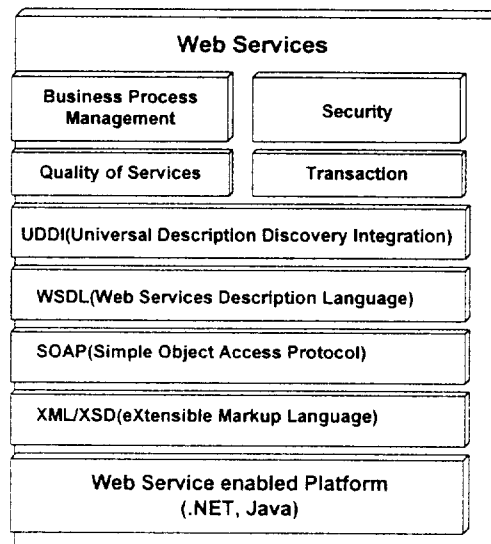 Web Services
Business Process
Management
Security
Quality of Services
Transaction
UDDI(Universal Description Discovery Integration)
WSDL(Web Services Description Language)
SOAP(Simple Object Access Protocol)
XML/XSD(eXtensible Markup Language)
Web Service enabled Platform
(.NET, Java)